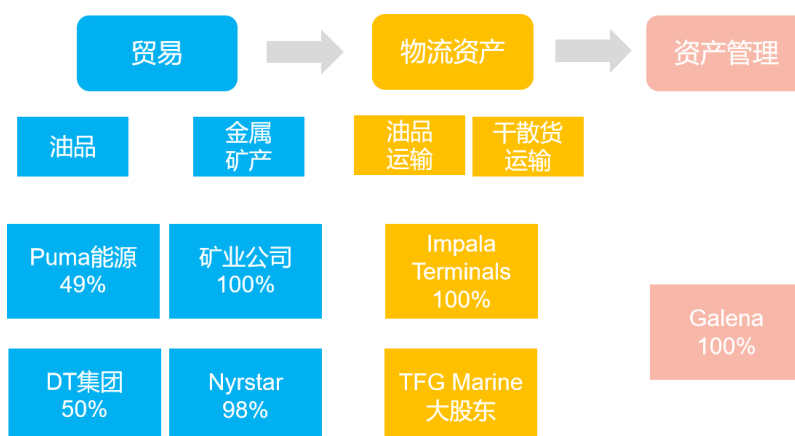 贸易
物流资产
资产管理
油品
金属
矿产
油品
运输
干散货
运输
Puma能源
49%
矿业公司
100%
Impala
Terminals
100%
Galena
100%
DT集团
50%
Nyrstar
98%
TFG Marine
大股东